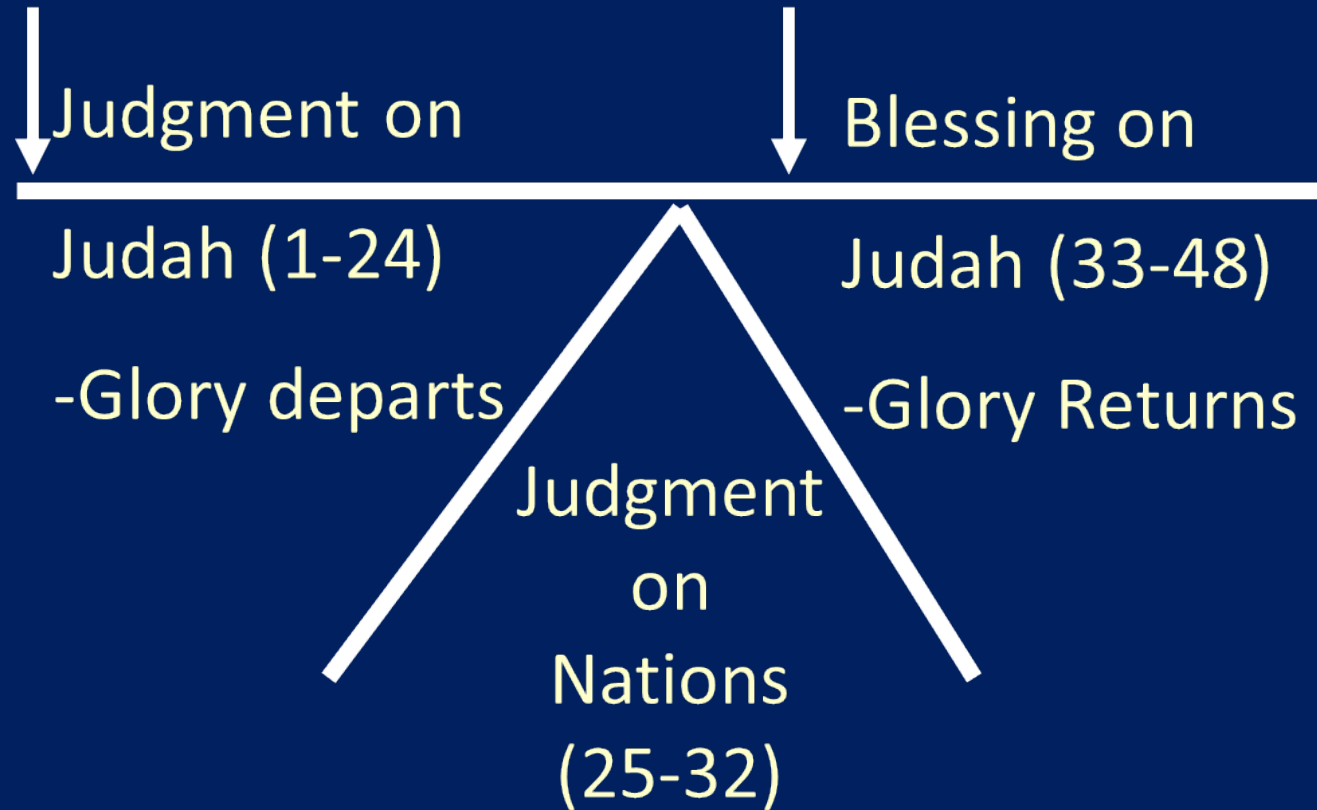 Judgment on
Judah (1-24)
-Glory departs
Blessing on
Judah (33-48)
-Glory Returns
Judgment
on
Nations
(25-32)